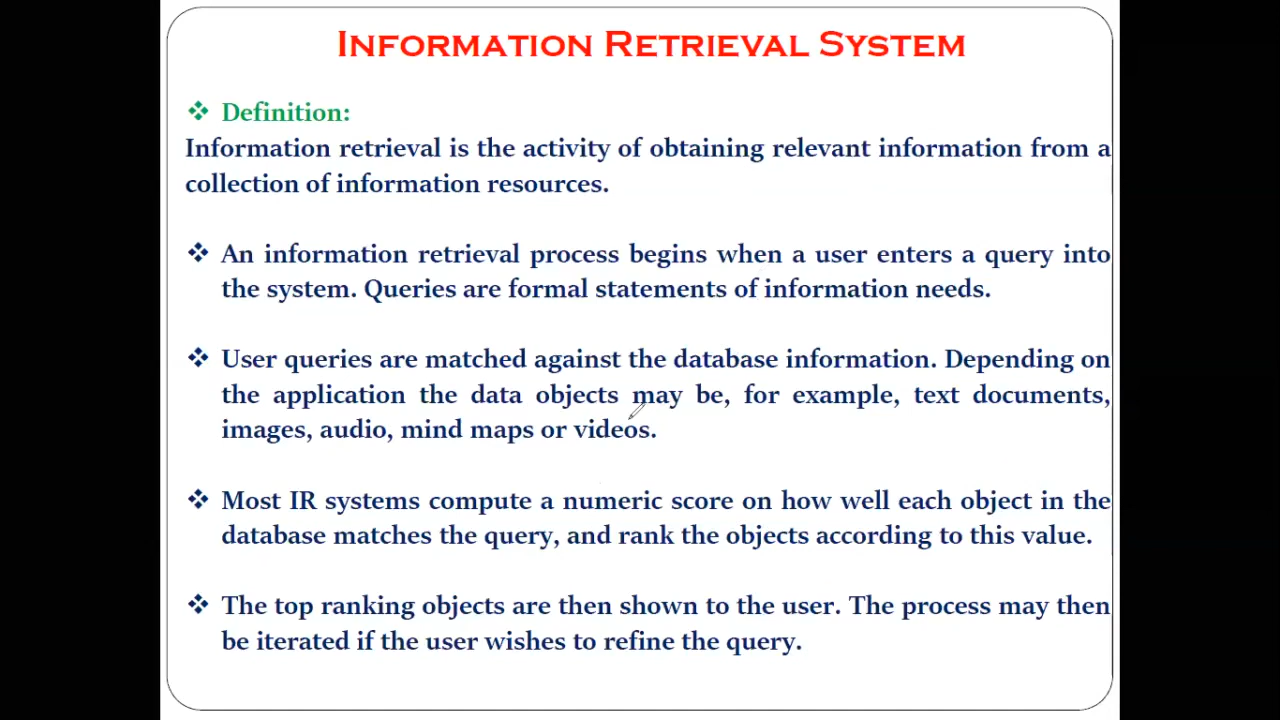 INFORMATION RETRIEVAL SYSTEM
❖ Definition:
Information retrieval is the activity of obtaining relevant information from a
collection of information resources.
❖ An information retrieval process begins when a user enters a query into
the system. Queries are formal statements of information needs.
❖ User queries are matched against the database information. Depending on
the application the data objects may be, for example, text documents,
images, audio, mind maps or videos.
❖ Most IR systems compute a numeric score on how well each object in the
database matches the query, and rank the objects according to this value.
❖ The top ranking objects are then shown to the user. The process may then
be iterated if the user wishes to refine the query.